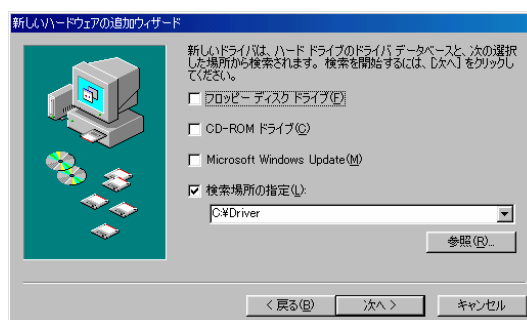 新しいハードウェアの追加ウィザード
新しいドライバは、ハード ドライブのドライバ データベースと、次の選択
した場所から検索されます。検索を開始するには、[次へ] をクリックし
てください。
フロッピー ディスク ドライブ(F)
CD-ROM ドライブ(C)
Microsoft Windows Update(M)
検索場所の指定(L):
C:¥Driver
参照(R)...
< 戻る(B)
次へ >
キャンセル